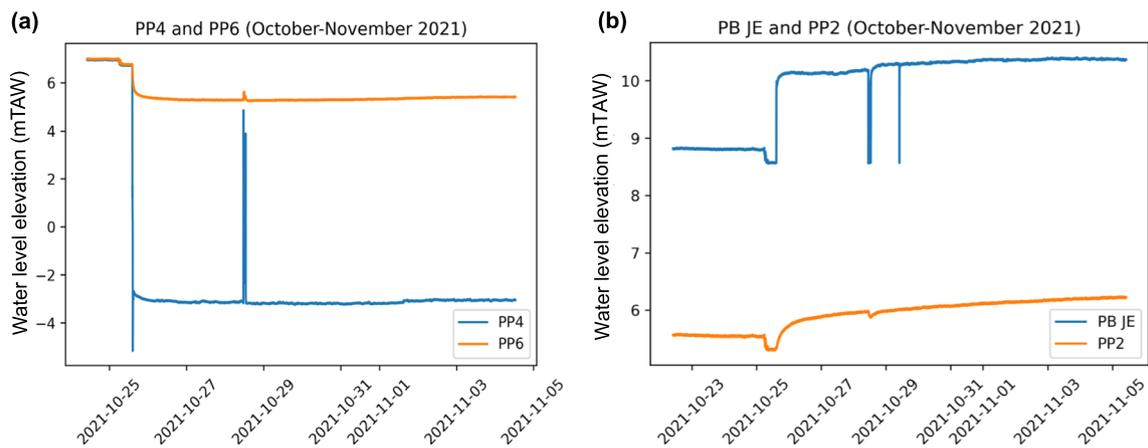 (a)
PP4 and PP6 (October-November 2021)
Water level elevation (mTAW)
6
4
2
0
−2
−4
PP4
PP6
2021-10-25
2021-10-27
2021-10-29
2021-10-31
2021-11-01
2021-11-03
2021-11-05
(b)
PB JE and PP2 (October-November 2021)
Water level elevation (mTAW)
10
9
8
7
6
PB JE
PP2
2021-10-23
2021-10-25
2021-10-27
2021-10-29
2021-10-31
2021-11-01
2021-11-03
2021-11-05